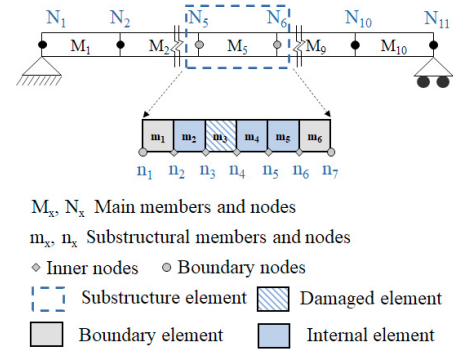 N1 N2 N5 N6 N10 N11
M1 M2 M5 M9 M10
m1 m2 m3 m4 m5 m6
n1 n2 n3 n4 n5 n6 n7
Mx, Nx Main members and nodes
mx, nx Substructural members and nodes
Inner nodes Boundary nodes
Substructure element Damaged element
Boundary element Internal element